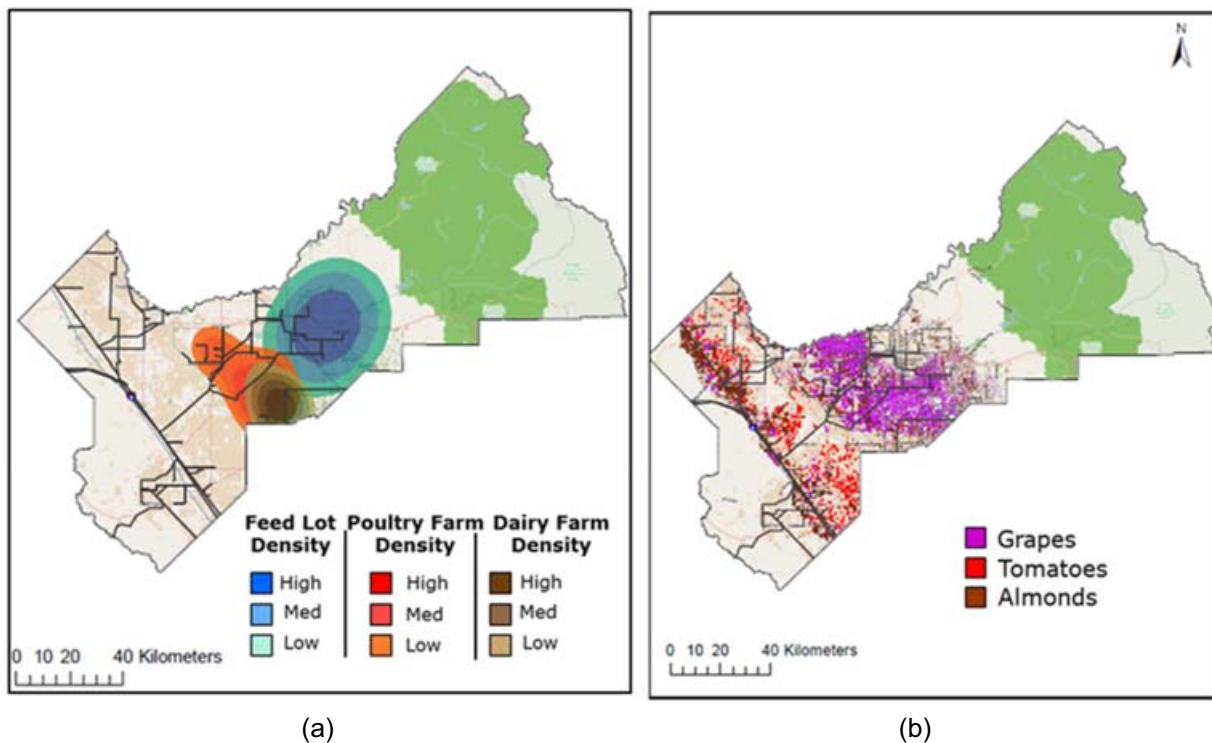 Feed Lot Density
High
Med
Low
Poultry Farm Density
High
Med
Low
Dairy Farm Density
High
Med
Low
0 10 20 40 Kilometers
(a)
N
Grapes
Tomatoes
Almonds
0 10 20 40 Kilometers
(b)